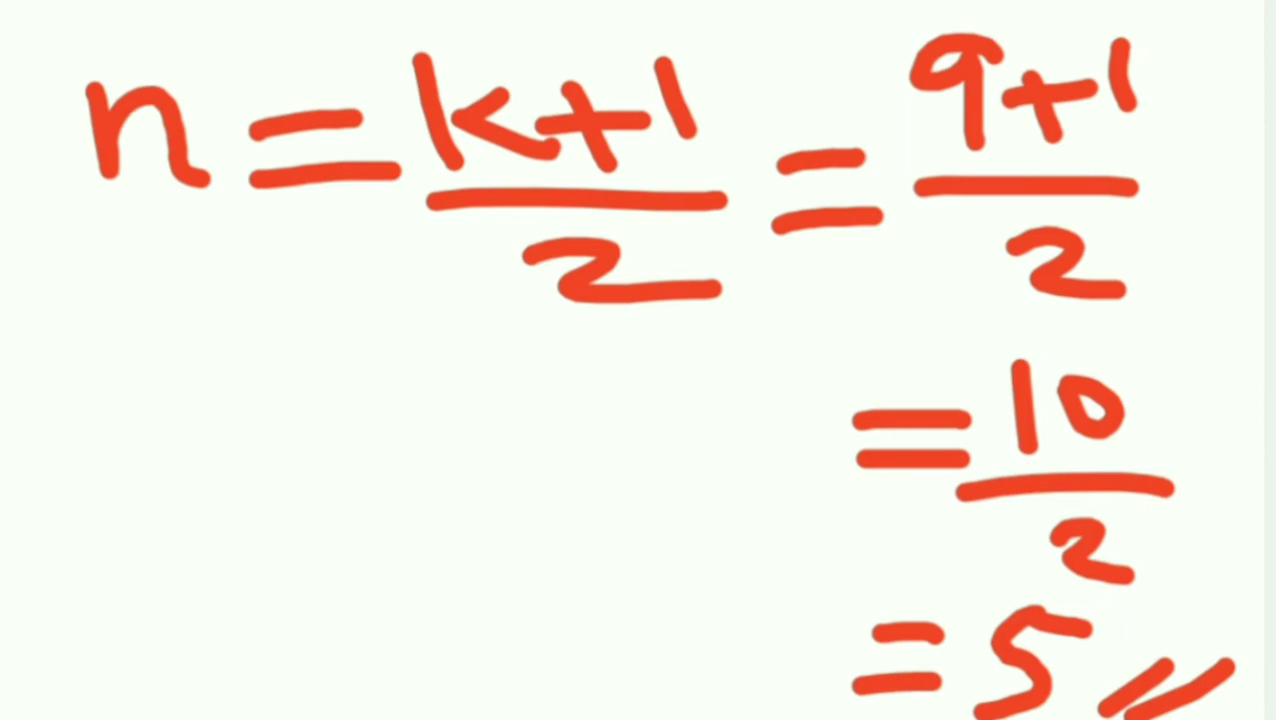 n = k+1/2 = 9+1/2
= 10/2
= 5 //